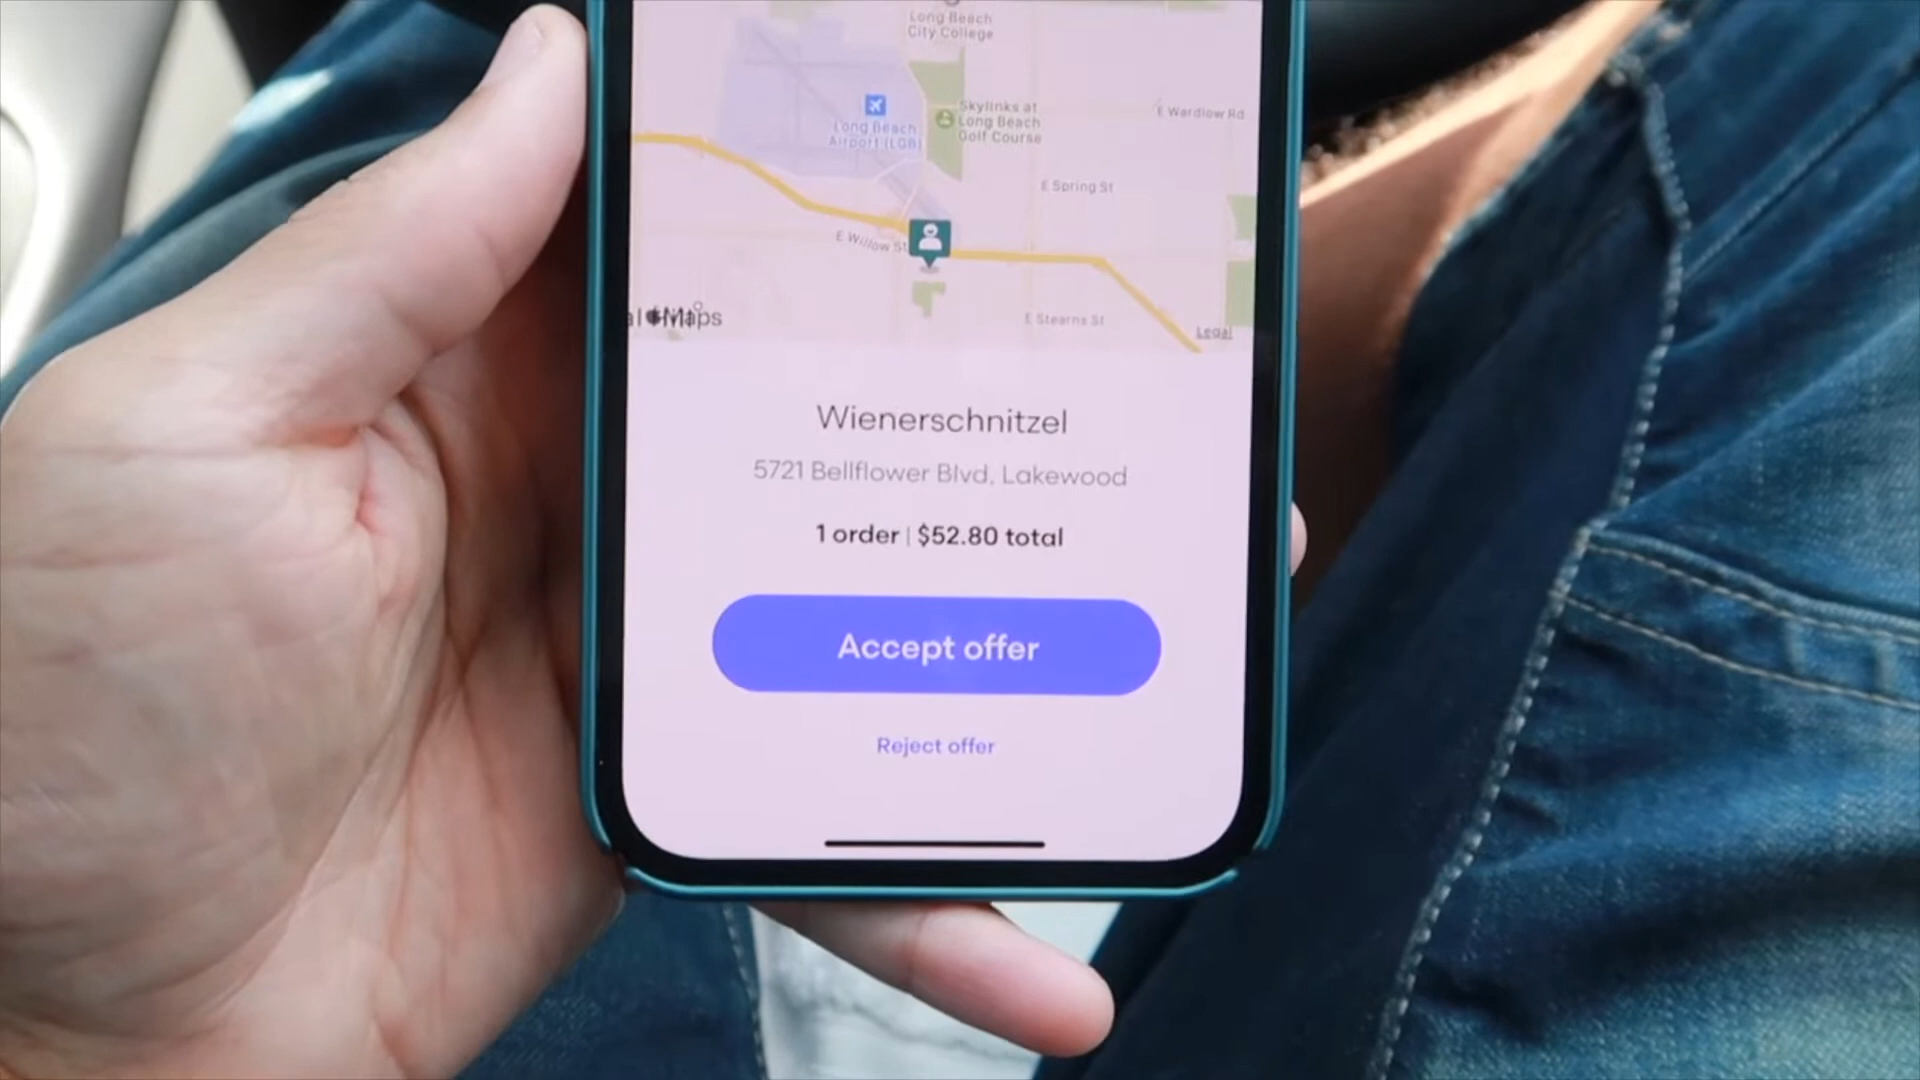 Long Beach
City College
Skylinks at
Long Beach
Golf Course
E Wardlow Rd
Long Beach
Airport (LGB)
E Spring St
E Willow St
Maps
E Stearns St
Legal
Wienerschnitzel
5721 Bellflower Blvd, Lakewood
1 order | $52.80 total
Accept offer
Reject offer